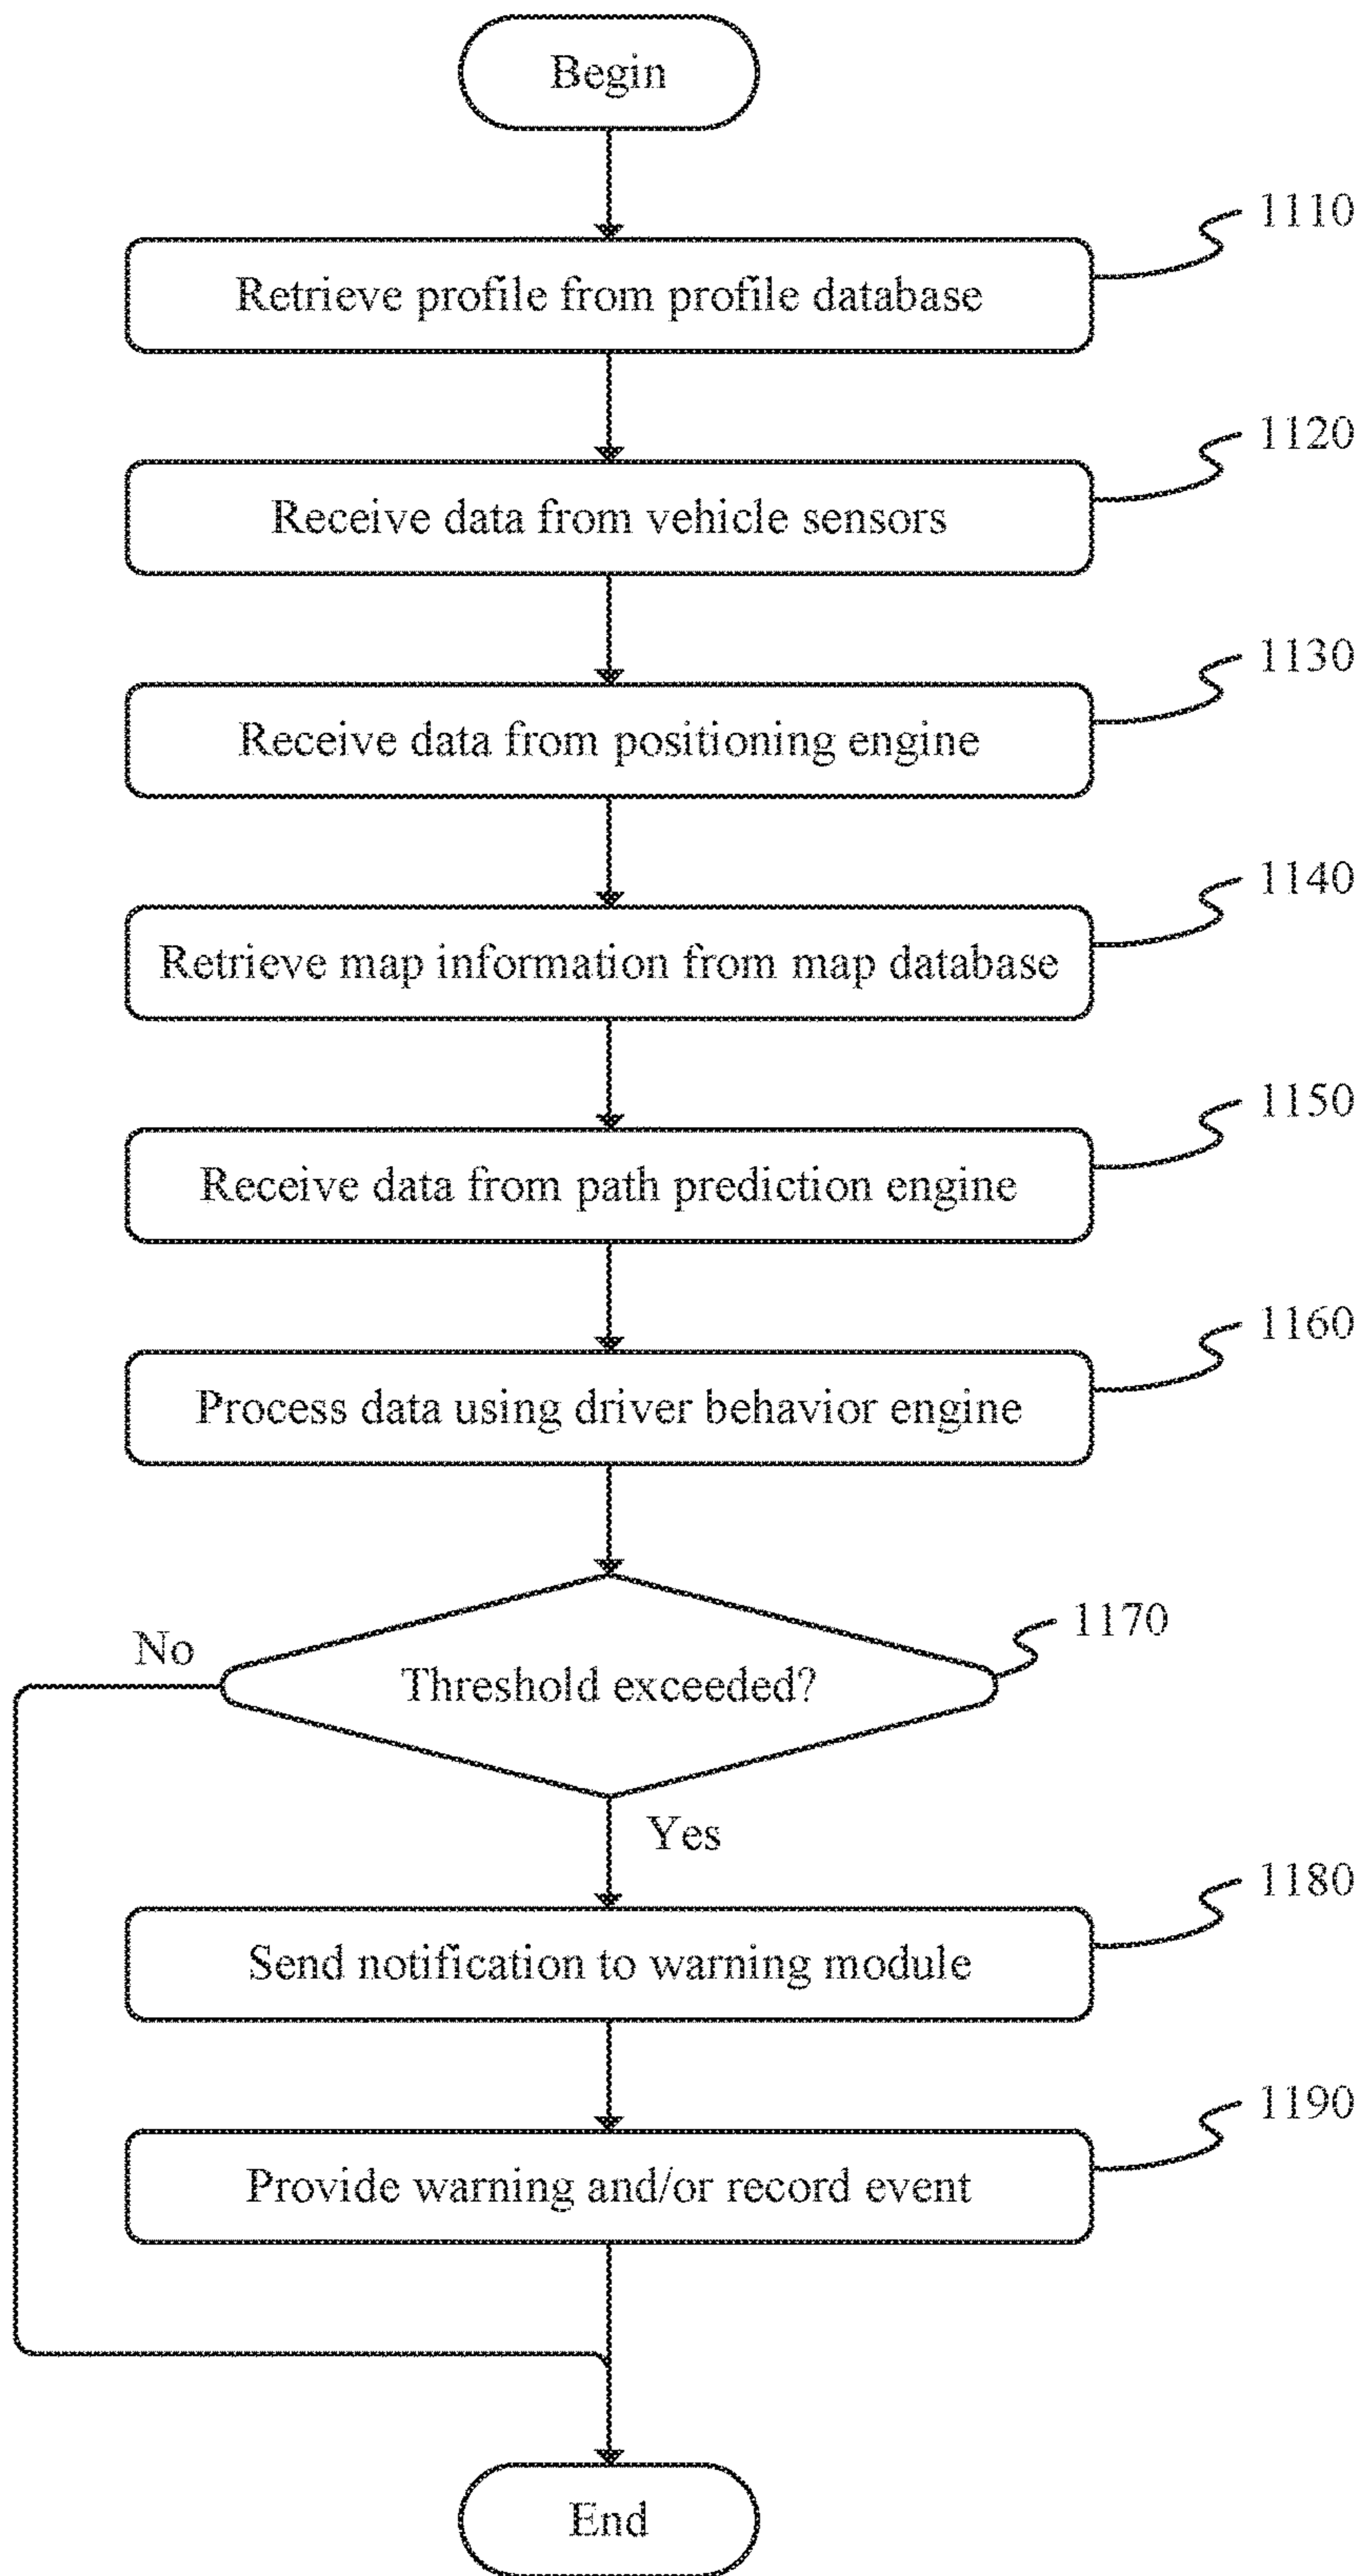 Begin
1110
Retrieve profile from profile database
1120
Receive data from vehicle sensors
1130
Receive data from positioning engine
1140
Retrieve map information from map database
1150
Receive data from path prediction engine
1160
Process data using driver behavior engine
1170
No
Threshold exceeded?
Yes
1180
Send notification to warning module
1190
Provide warning and/or record event
End